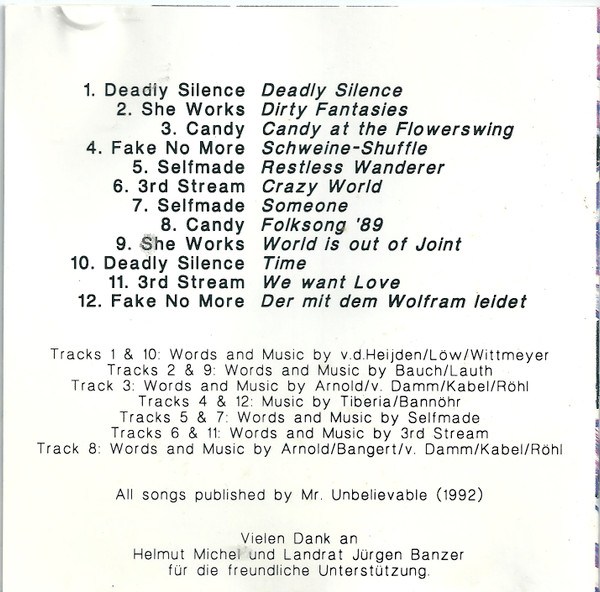 1. Deadly Silence Deadly Silence
2. She Works Dirty Fantasies
3. Candy Candy at the Flowerswing
4. Fake No More Schweine-Shuffle
5. Selfmade Restless Wanderer
6. 3rd Stream Crazy World
7. Selfmade Someone
8. Candy Folksong '89
9. She Works World is out of Joint
10. Deadly Silence Time
11. 3rd Stream We want Love
12. Fake No More Der mit dem Wolfram leidet
Tracks 1 & 10: Words and Music by v.d.Heijden/Löw/Wittmeyer
Tracks 2 & 9: Words and Music by Bauch/Lauth
Track 3: Words and Music by Arnold/v. Damm/Kabel/Röhl
Tracks 4 & 12: Music by Tiberia/Bannöhr
Tracks 5 & 7: Words and Music by Selfmade
Tracks 6 & 11: Words and Music by 3rd Stream
Track 8: Words and Music by Arnold/Bangert/v. Damm/Kabel/Röhl
All songs published by Mr. Unbelievable (1992)
Vielen Dank an
Helmut Michel und Landrat Jürgen Banzer
für die freundliche Unterstützung.